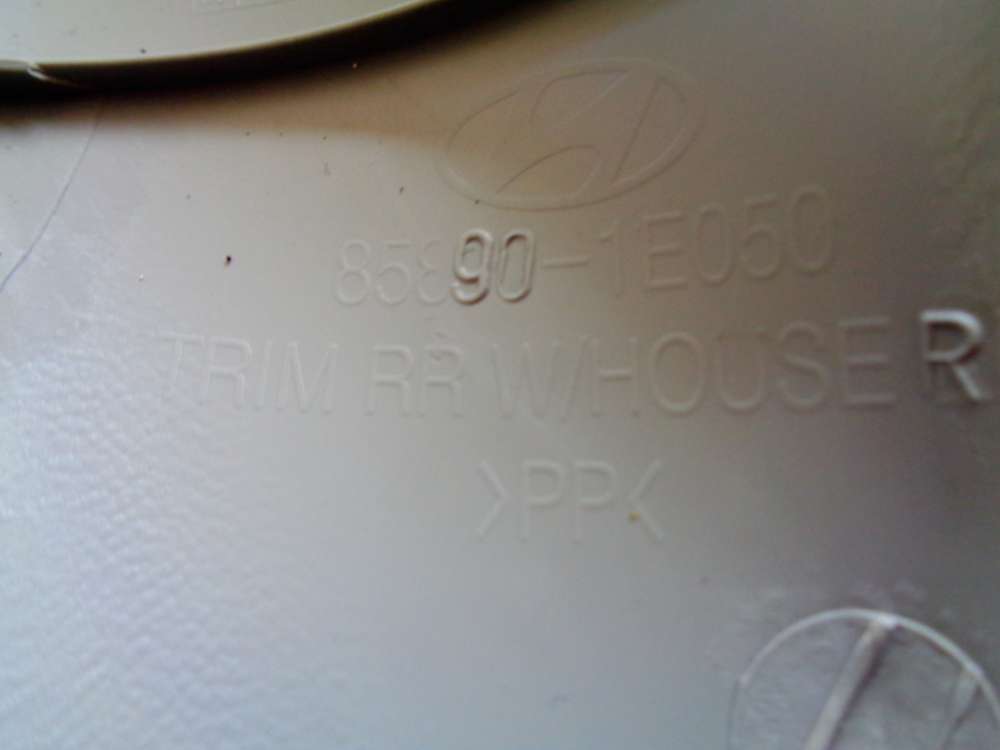 85890-1E050
TRIM RR W/HOUSE R
>PP<